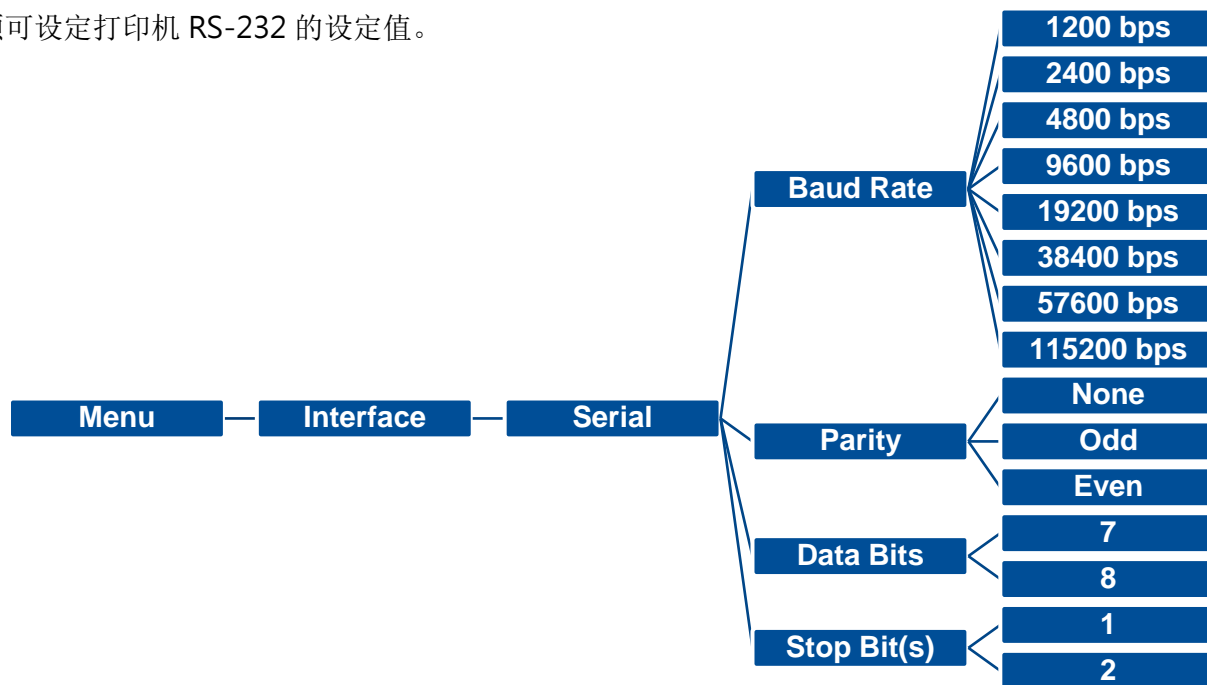 可设定打印机 RS-232 的设定值。
1200 bps
2400 bps
4800 bps
9600 bps
Baud Rate
19200 bps
38400 bps
57600 bps
115200 bps
Menu
Interface
Serial
None
Parity
Odd
Even
Data Bits
7
8
Stop Bit(s)
1
2